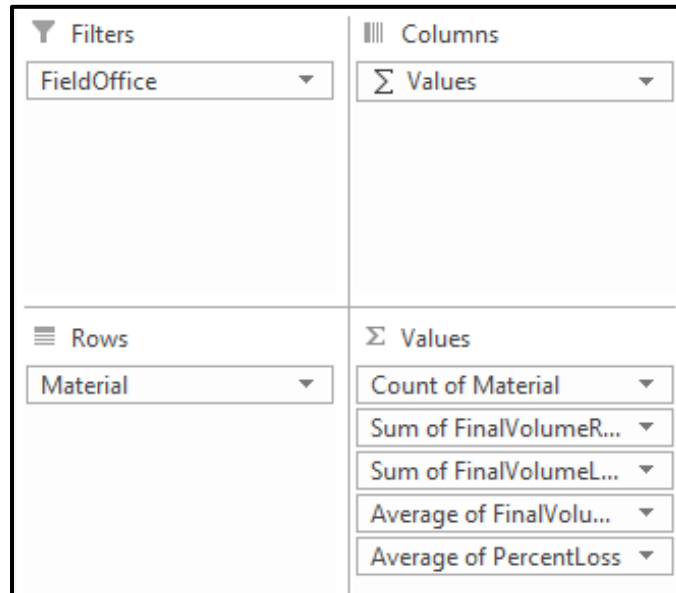 Filters
FieldOffice
Columns
Σ Values
Rows
Material
Σ Values
Count of Material
Sum of FinalVolumeR...
Sum of FinalVolumeL...
Average of FinalVolu...
Average of PercentLoss